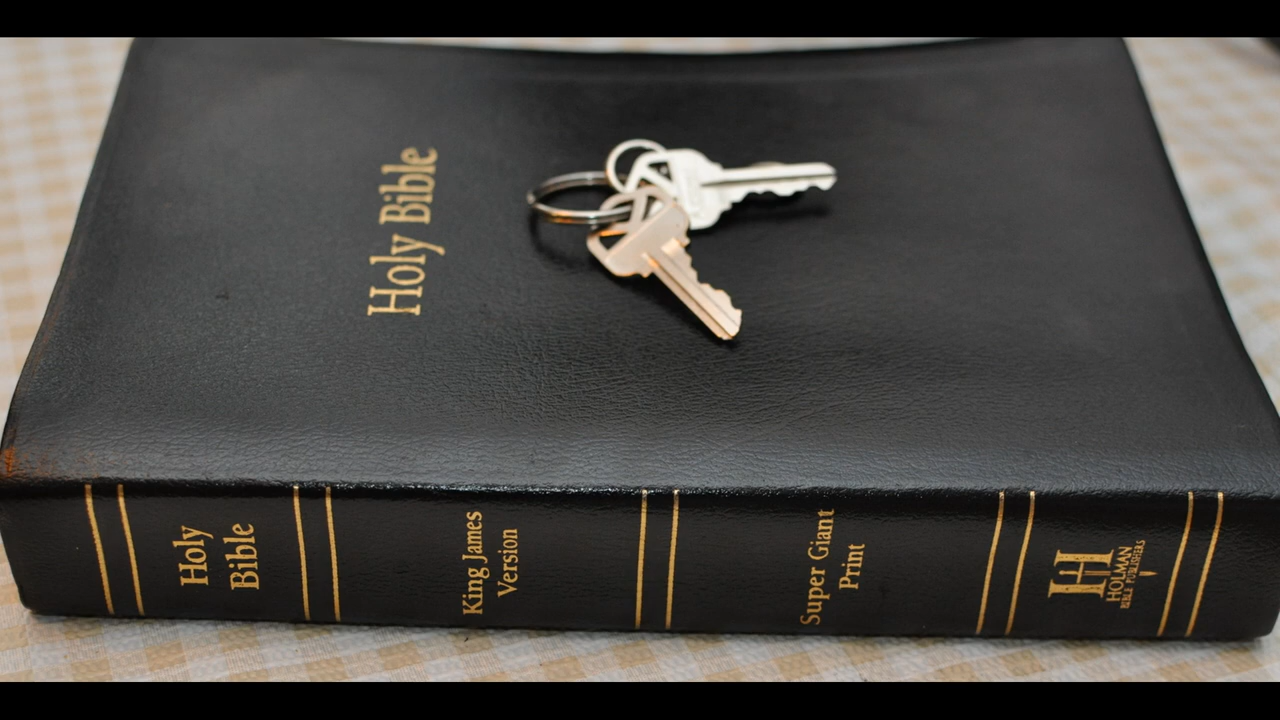 Holy Bible
Holy
Bible
King James
Version
Super Giant
Print
H
HOLMAN
BIBLE PUBLISHERS